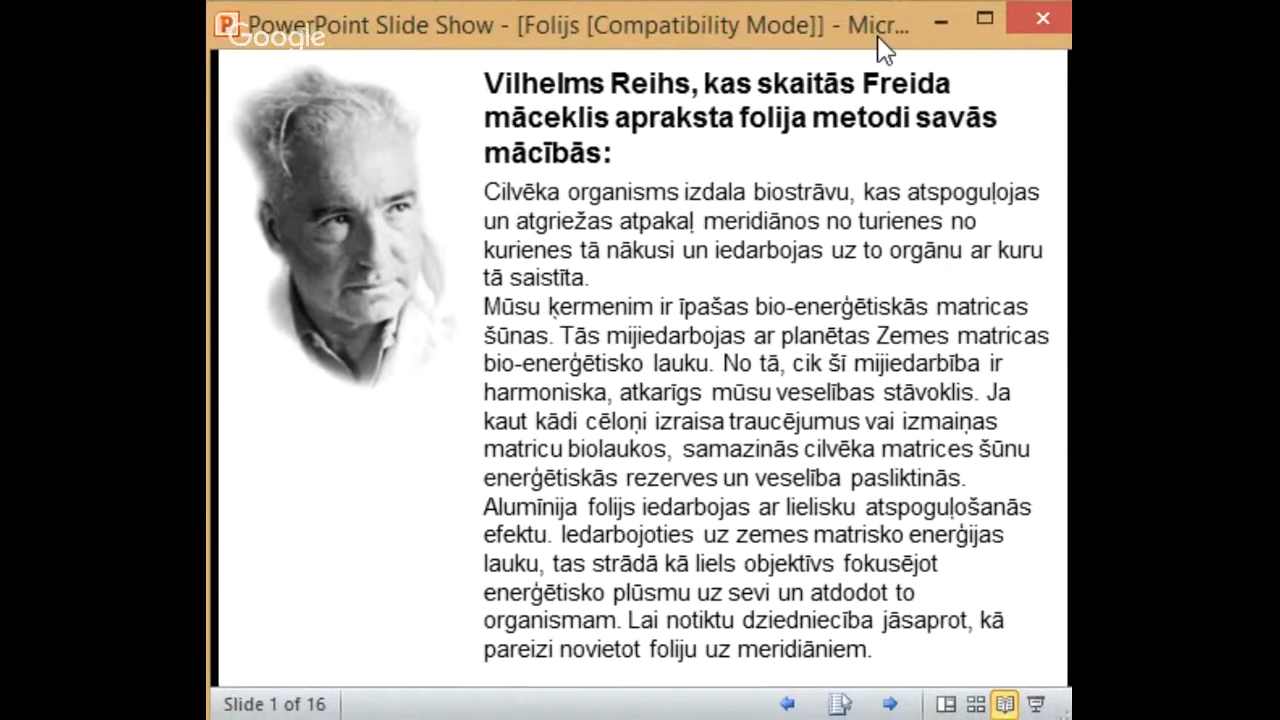 PowerPoint Slide Show - [Folijs [Compatibility Mode]] - Micr...
Google
Vilhelms Reihs, kas skaitās Freida
māceklis apraksta folija metodi savās
mācībās:
Cilvēka organisms izdala biostrāvu, kas atspoguļojas
un atgriežas atpakaļ meridiānos no turienes no
kurienes tā nākusi un iedarbojas uz to orgānu ar kuru
tā saistīta.
Mūsu ķermenim ir īpašas bio-enerģētiskās matricas
šūnas. Tās mijiedarbojas ar planētas Zemes matricas
bio-enerģētisko lauku. No tā, cik šī mijiedarbība ir
harmoniska, atkarīgs mūsu veselības stāvoklis. Ja
kaut kādi cēloņi izraisa traucējumus vai izmaiņas
matricu biolaukos, samazinās cilvēka matrices šūnu
enerģētiskās rezerves un veselība pasliktinās.
Alumīnija folijs iedarbojas ar lielisku atspoguļošanās
efektu. Iedarbojoties uz zemes matrisko enerģijas
lauku, tas strādā kā liels objektīvs fokusējot
enerģētisko plūsmu uz sevi un atdodot to
organismam. Lai notiktu dziedniecība jāsaprot, kā
pareizi novietot foliju uz meridiāniem.
Slide 1 of 16